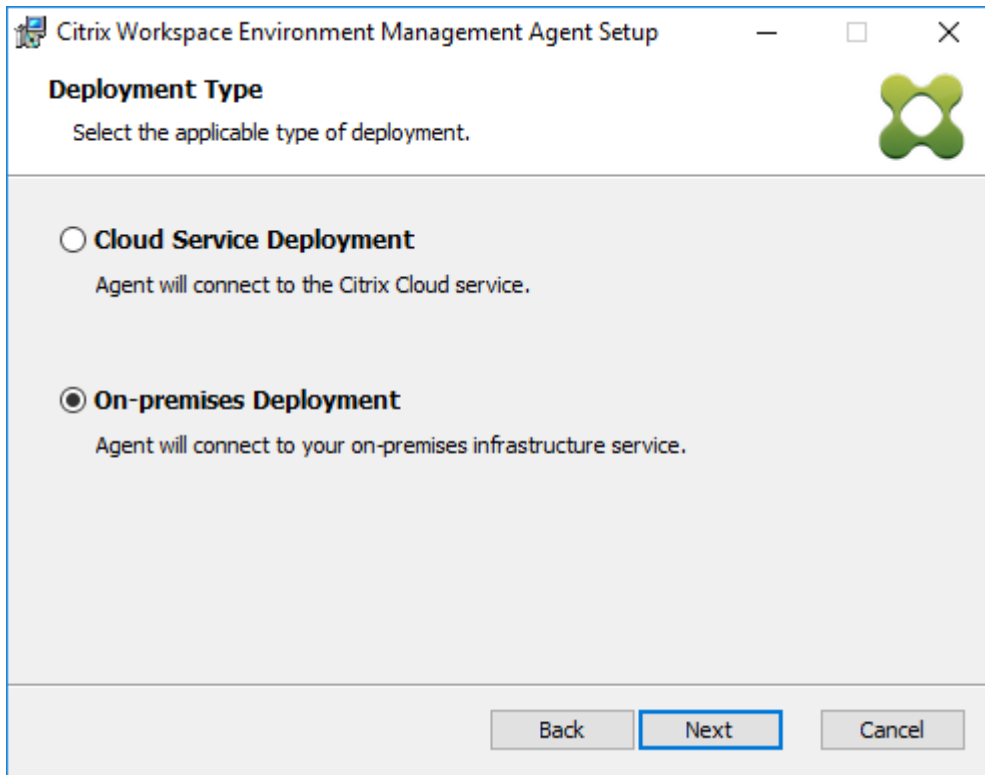 Citrix Workspace Environment Management Agent Setup
Deployment Type
Select the applicable type of deployment.
Cloud Service Deployment
Agent will connect to the Citrix Cloud service.
On-premises Deployment
Agent will connect to your on-premises infrastructure service.
Back Next Cancel